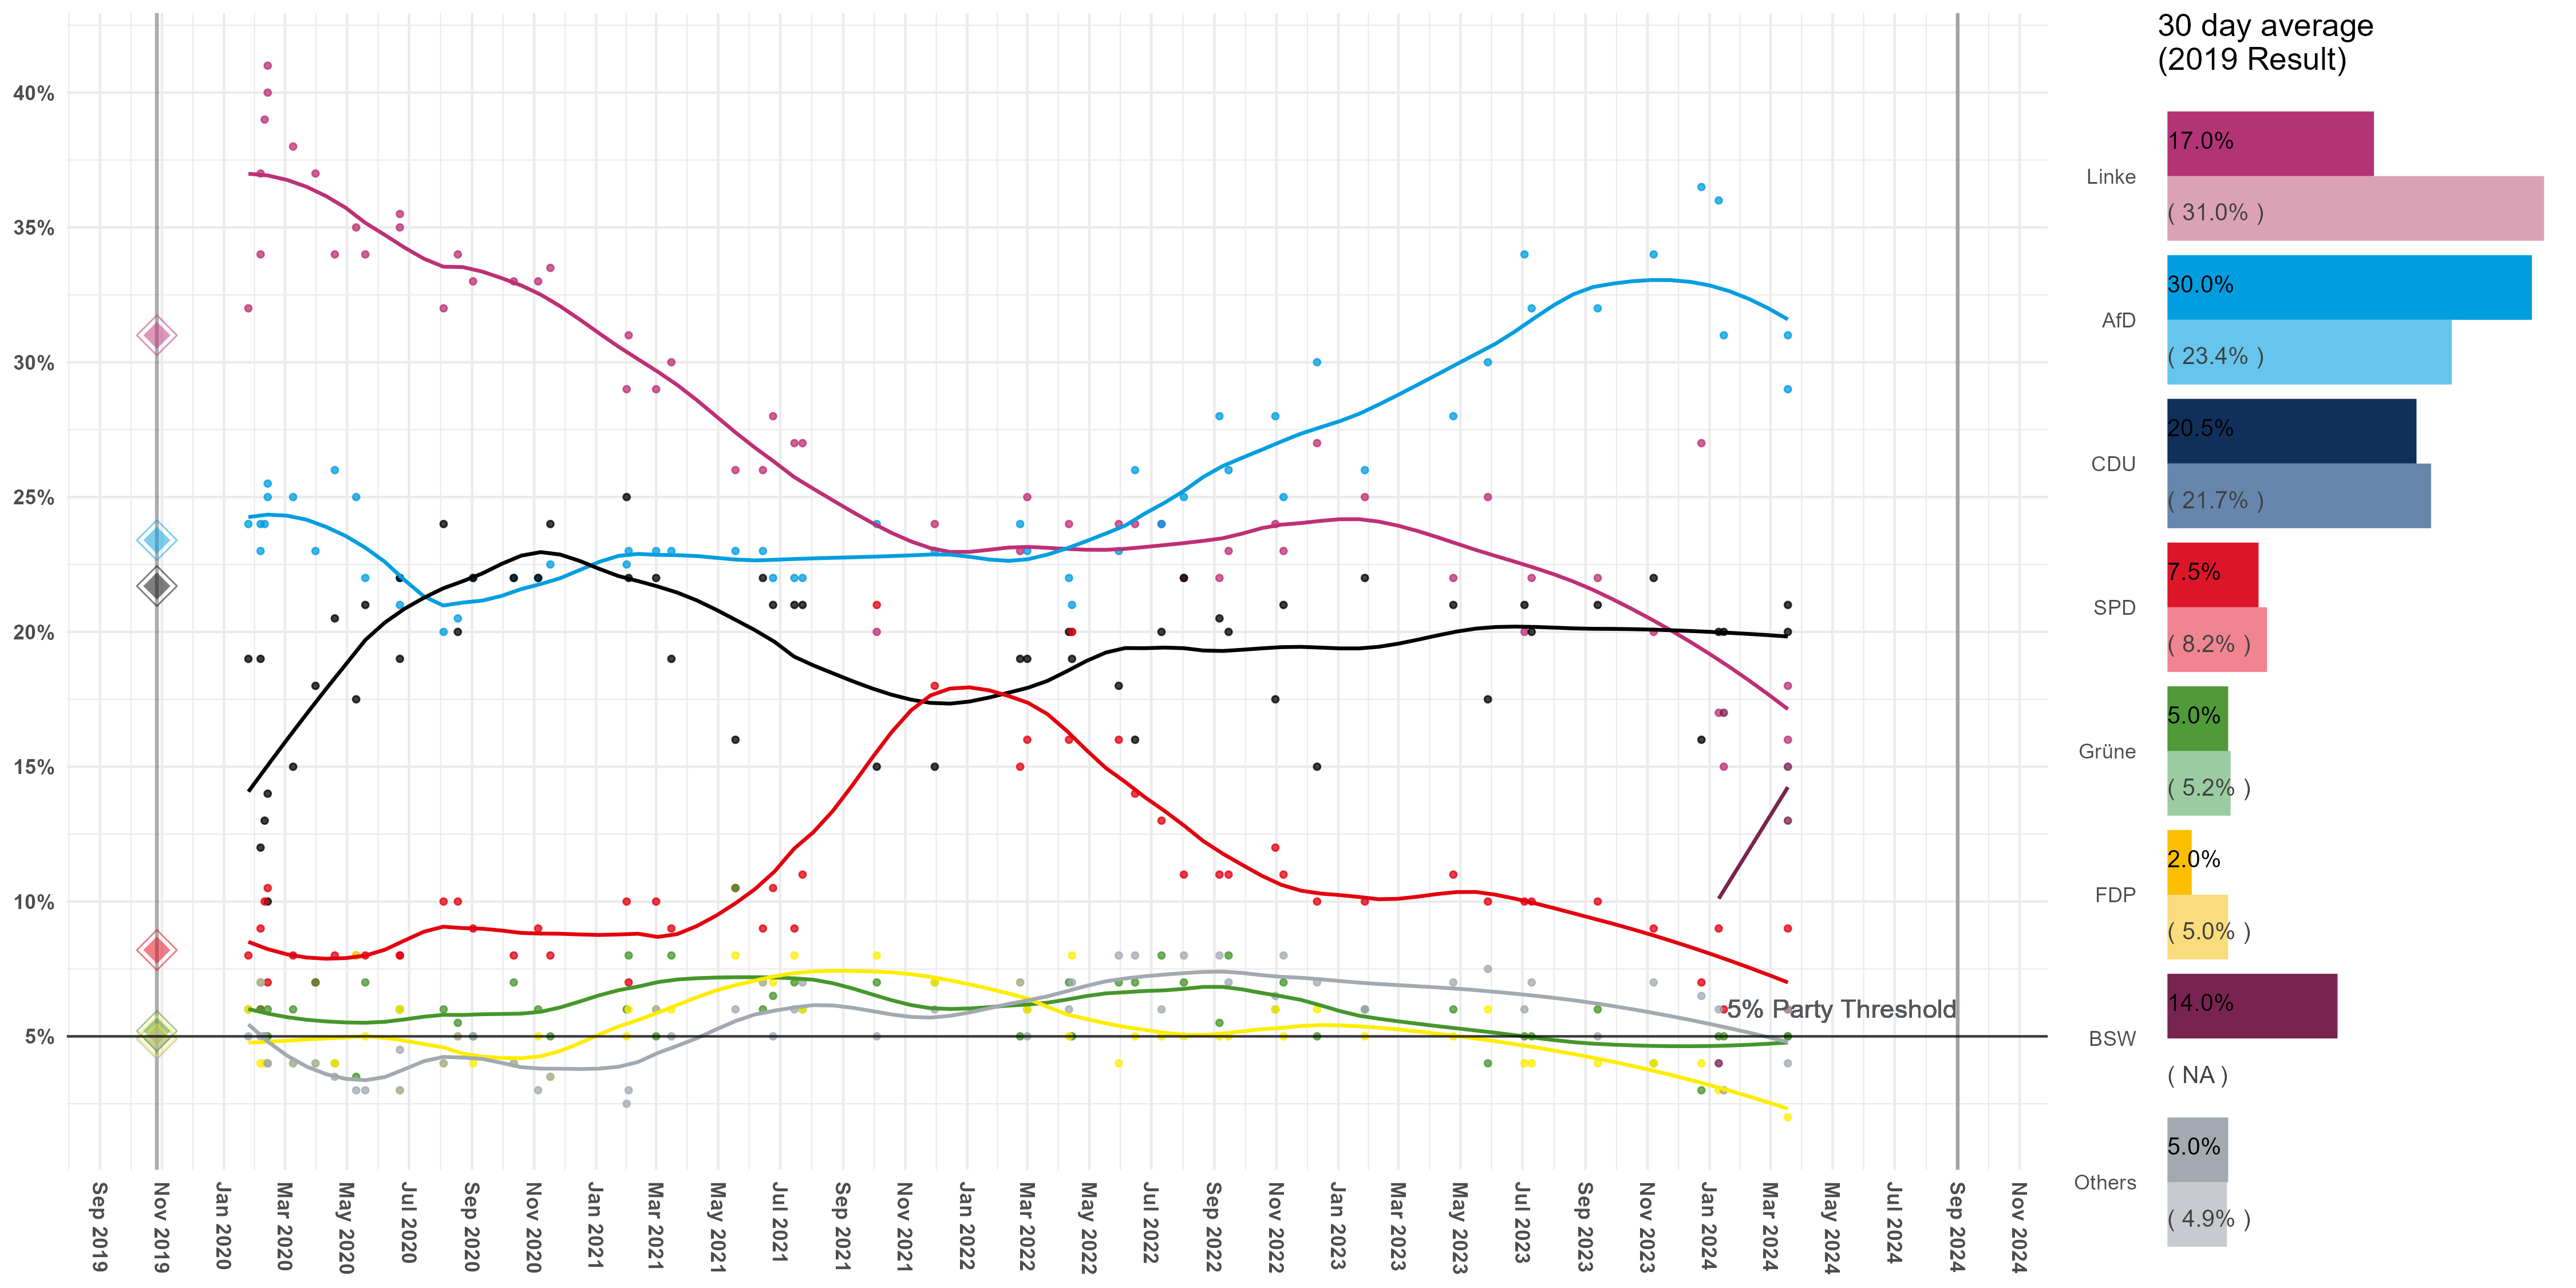 40%
35%
30%
25%
20%
15%
10%
5%
5% Party Threshold
Sep 2019
Nov 2019
Jan 2020
Mar 2020
May 2020
Jul 2020
Sep 2020
Nov 2020
Jan 2021
Mar 2021
May 2021
Jul 2021
Sep 2021
Nov 2021
Jan 2022
Mar 2022
May 2022
Jul 2022
Sep 2022
Nov 2022
Jan 2023
Mar 2023
May 2023
Jul 2023
Sep 2023
Nov 2023
Jan 2024
Mar 2024
May 2024
Jul 2024
Sep 2024
Nov 2024
30 day average
(2019 Result)
Linke
17.0%
( 31.0% )
AfD
30.0%
( 23.4% )
CDU
20.5%
( 21.7% )
SPD
7.5%
( 8.2% )
Grüne
5.0%
( 5.2% )
FDP
2.0%
( 5.0% )
BSW
14.0%
( NA )
Others
5.0%
( 4.9% )